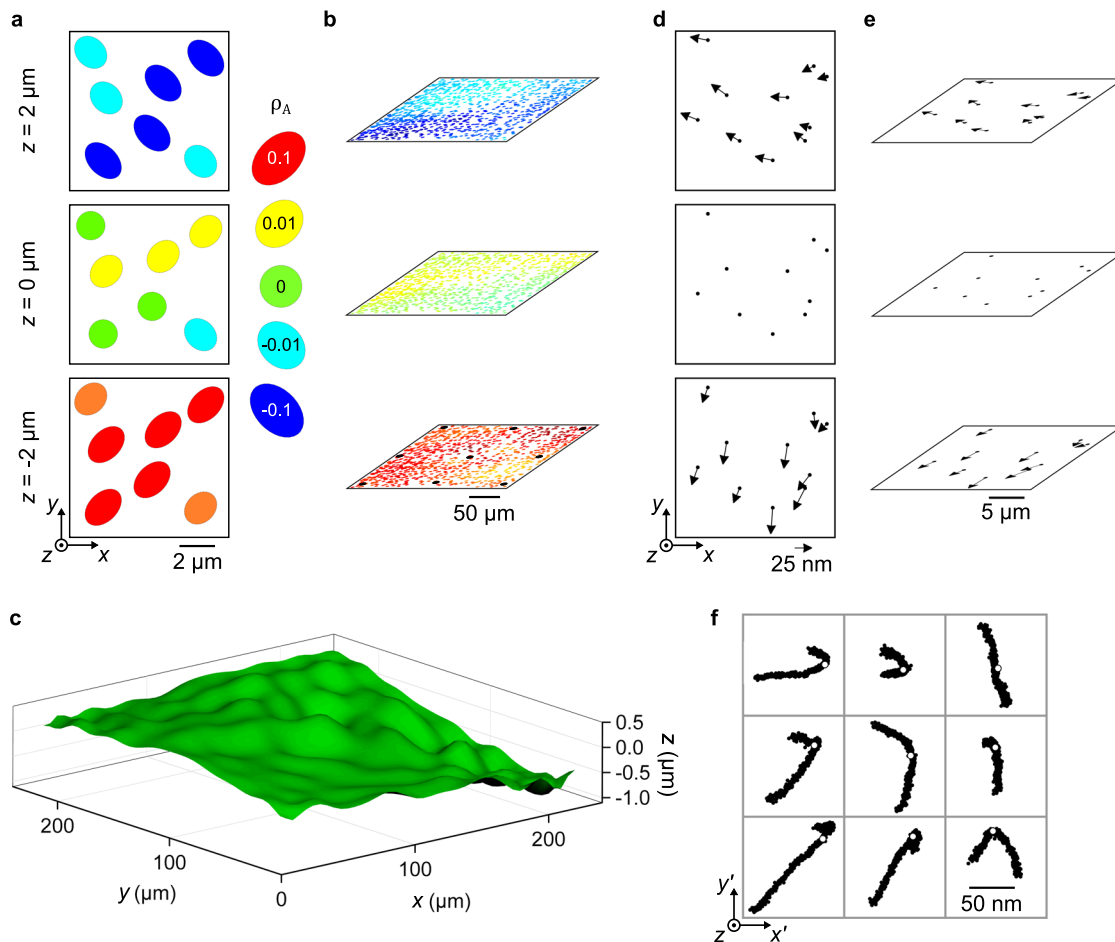 a
z = 2 µm
z = 0 µm
z = -2 µm
y
z
x
2 µm
ρA
0.1
0.01
0
-0.01
-0.1
b
50 µm
d
y
z
x
25 nm
e
5 µm
c
0.5
0.0
-0.5
-1.0
z (µm)
200
100
0
100
200
y (µm)
x (µm)
f
50 nm
y'
z
x'